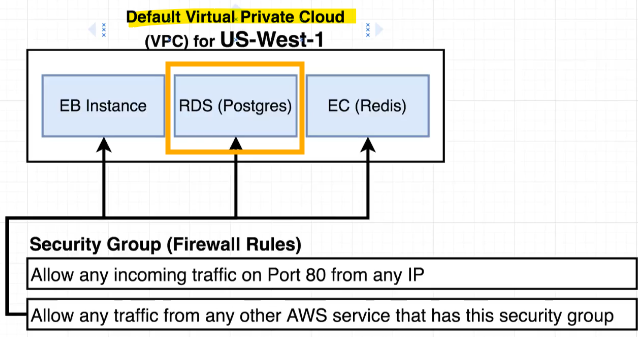 Default Virtual Private Cloud
(VPC) for US-West-1
EB Instance
RDS (Postgres)
EC (Redis)
Security Group (Firewall Rules)
Allow any incoming traffic on Port 80 from any IP
Allow any traffic from any other AWS service that has this security group